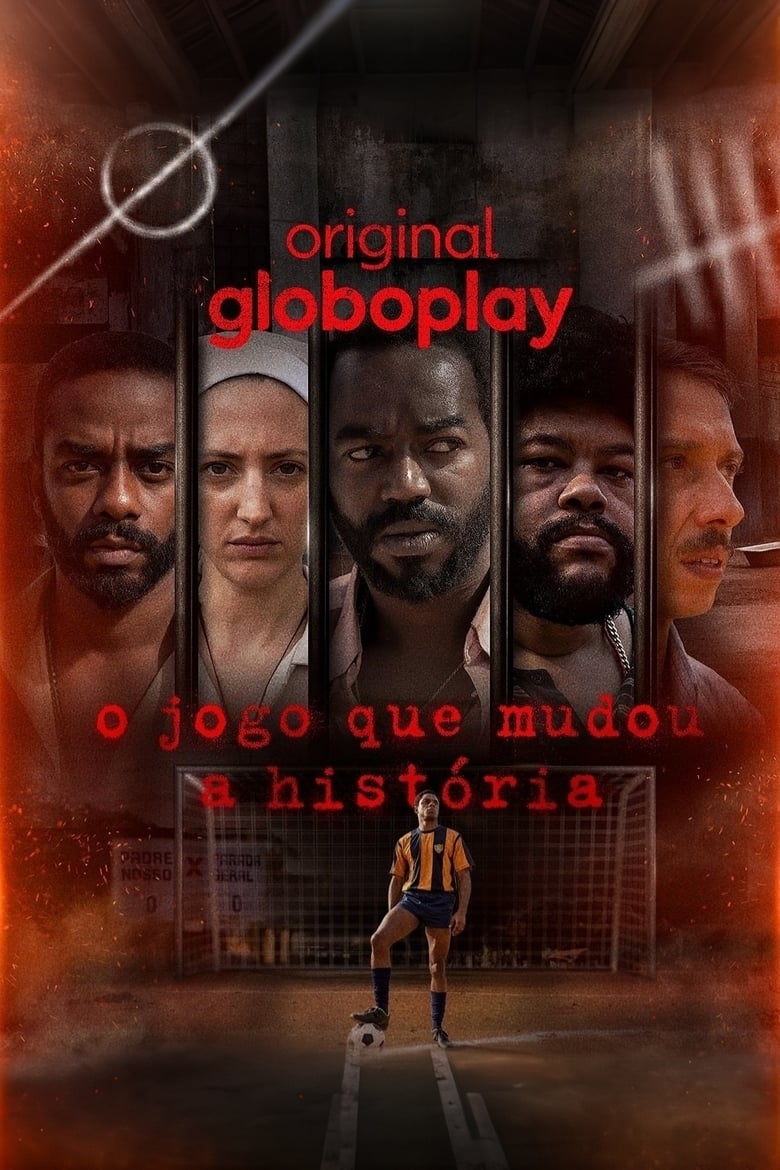 original
globoplay
o jogo que mudou
a história
PADRE X PARADA
NOSSO GERAL
0 0